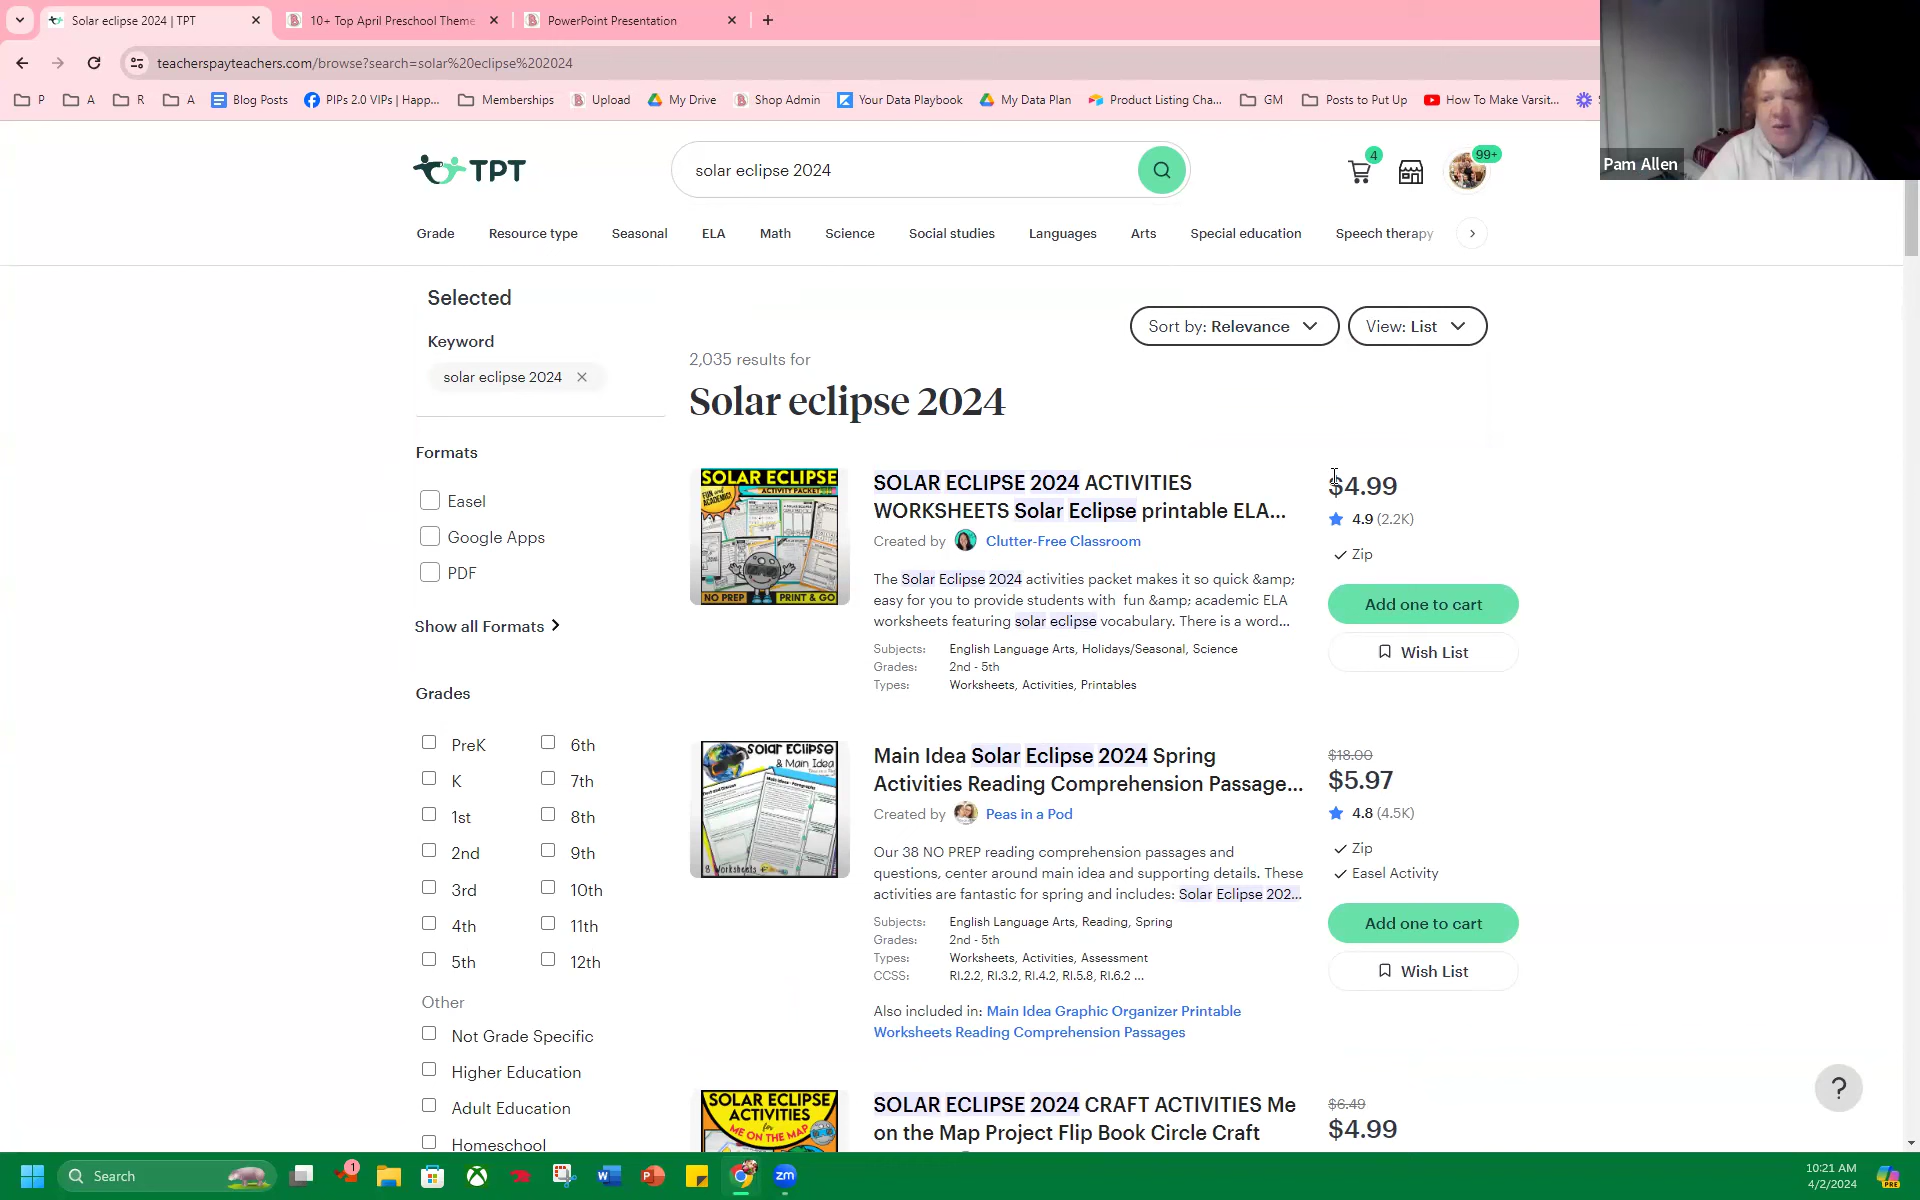 Solar eclipse 2024 | TPT
10+ Top April Preschool Theme
PowerPoint Presentation
teacherspayteachers.com/browse?search=solar%20eclipse%202024
P
A
R
A
Blog Posts
PIPs 2.0 VIPs | Happ...
Memberships
Upload
My Drive
Shop Admin
Your Data Playbook
My Data Plan
Product Listing Cha...
GM
Posts to Put Up
How To Make Varsit...
Pam Allen
TPT
solar eclipse 2024
4
99+
Grade
Resource type
Seasonal
ELA
Math
Science
Social studies
Languages
Arts
Special education
Speech therapy
Selected
Keyword
solar eclipse 2024
Sort by: Relevance
View: List
2,035 results for
Solar eclipse 2024
Formats
Easel
Google Apps
PDF
Show all Formats
Grades
PreK
6th
K
7th
1st
8th
2nd
9th
3rd
10th
4th
11th
5th
12th
Other
Not Grade Specific
Higher Education
Adult Education
Homeschool
SOLAR ECLIPSE
FUN and ACADEMIC!
ACTIVITY PACKET
NO PREP
PRINT & GO
SOLAR ECLIPSE 2024 ACTIVITIES
WORKSHEETS Solar Eclipse printable ELA...
Created by Clutter-Free Classroom
The Solar Eclipse 2024 activities packet makes it so quick &amp;
easy for you to provide students with fun &amp; academic ELA
worksheets featuring solar eclipse vocabulary. There is a word...
Subjects: English Language Arts, Holidays/Seasonal, Science
Grades: 2nd - 5th
Types: Worksheets, Activities, Printables
$4.99
4.9 (2.2K)
Zip
Add one to cart
Wish List
Solar Eclipse
& Main Idea
8 Worksheets
Main Idea Solar Eclipse 2024 Spring
Activities Reading Comprehension Passage...
Created by Peas in a Pod
Our 38 NO PREP reading comprehension passages and
questions, center around main idea and supporting details. These
activities are fantastic for spring and includes: Solar Eclipse 202...
Subjects: English Language Arts, Reading, Spring
Grades: 2nd - 5th
Types: Worksheets, Activities, Assessment
CCSS: RI.2.2, RI.3.2, RI.4.2, RI.5.8, RI.6.2 ...
Also included in: Main Idea Graphic Organizer Printable
Worksheets Reading Comprehension Passages
$18.00
$5.97
4.8 (4.5K)
Zip
Easel Activity
Add one to cart
Wish List
SOLAR ECLIPSE
ACTIVITIES
for
ME ON THE MAP
SOLAR ECLIPSE 2024 CRAFT ACTIVITIES Me
on the Map Project Flip Book Circle Craft
$6.49
$4.99
?
Search
1
zm
10:21 AM
4/2/2024
PRE